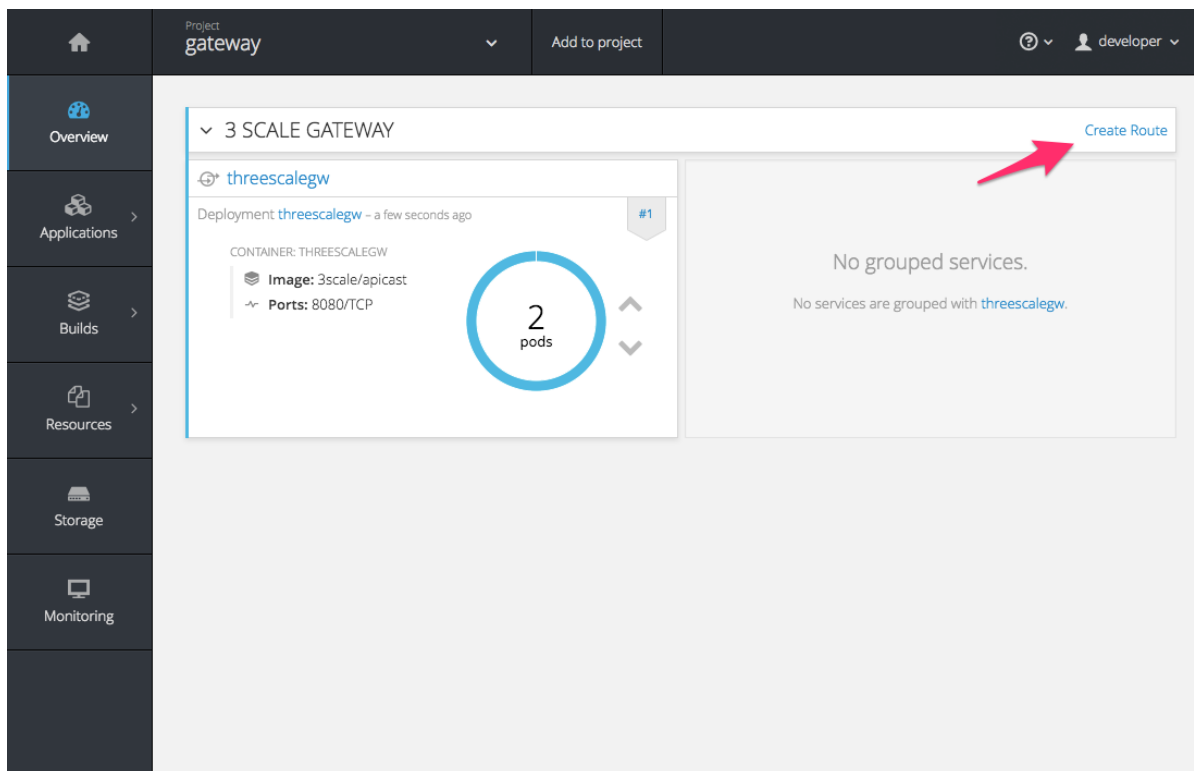 Project
gateway
Add to project
developer
Overview
Applications
Builds
Resources
Storage
Monitoring
3 SCALE GATEWAY
Create Route
threescalegw
Deployment threescalegw – a few seconds ago
#1
CONTAINER: THREESCALEGW
Image: 3scale/apicast
Ports: 8080/TCP
2
pods
No grouped services.
No services are grouped with threescalegw.